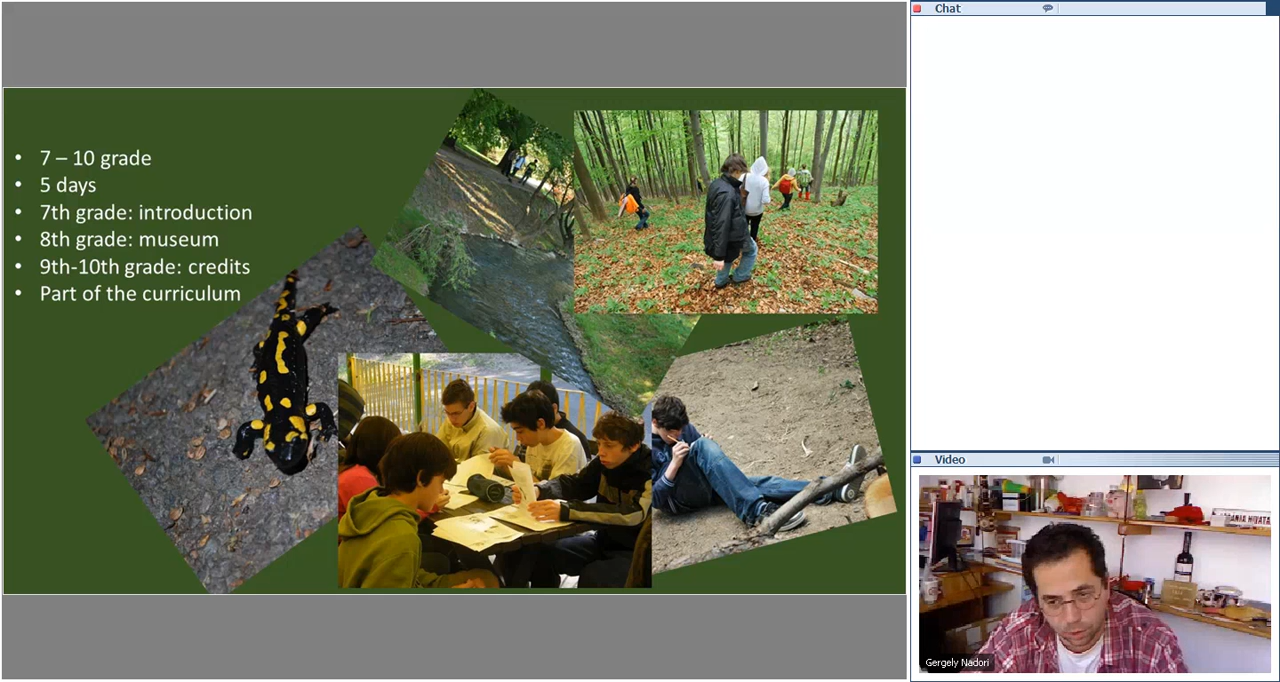 Chat
• 7 – 10 grade
• 5 days
• 7th grade: introduction
• 8th grade: museum
• 9th-10th grade: credits
• Part of the curriculum
Video
Gergely Nadori